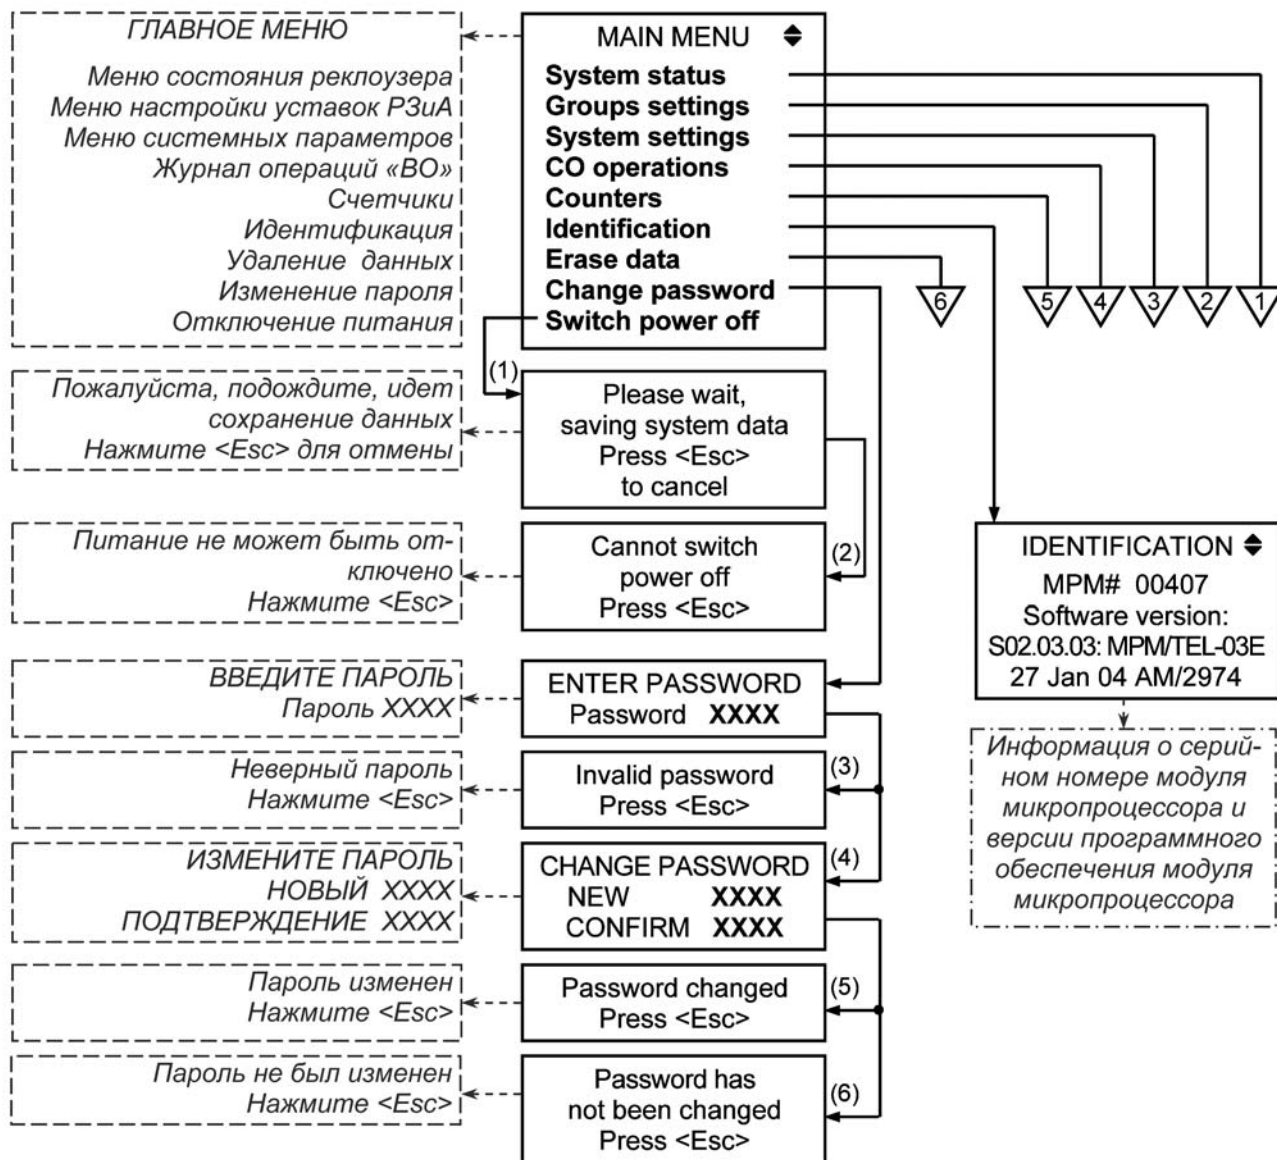 ГЛАВНОЕ МЕНЮ
Меню состояния реклоузера
Меню настройки уставок РЗиА
Меню системных параметров
Журнал операций «ВО»
Счетчики
Идентификация
Удаление данных
Изменение пароля
Отключение питания
MAIN MENU
System status
Groups settings
System settings
CO operations
Counters
Identification
Erase data
Change password
Switch power off
6
5
4
3
2
1
(1)
Пожалуйста, подождите, идет
сохранение данных
Нажмите <Esc> для отмены
Please wait,
saving system data
Press <Esc>
to cancel
Питание не может быть от-
ключено
Нажмите <Esc>
Cannot switch
power off
Press <Esc>
(2)
IDENTIFICATION
MPM# 00407
Software version:
S02.03.03: MPM/TEL-03E
27 Jan 04 AM/2974
Информация о серий-
ном номере модуля
микропроцессора и
версии программного
обеспечения модуля
микропроцессора
ВВЕДИТЕ ПАРОЛЬ
Пароль XXXX
ENTER PASSWORD
Password XXXX
Неверный пароль
Нажмите <Esc>
Invalid password
Press <Esc>
(3)
ИЗМЕНИТЕ ПАРОЛЬ
НОВЫЙ XXXX
ПОДТВЕРЖДЕНИЕ XXXX
CHANGE PASSWORD
NEW XXXX
CONFIRM XXXX
(4)
Пароль изменен
Нажмите <Esc>
Password changed
Press <Esc>
(5)
Пароль не был изменен
Нажмите <Esc>
Password has
not been changed
Press <Esc>
(6)